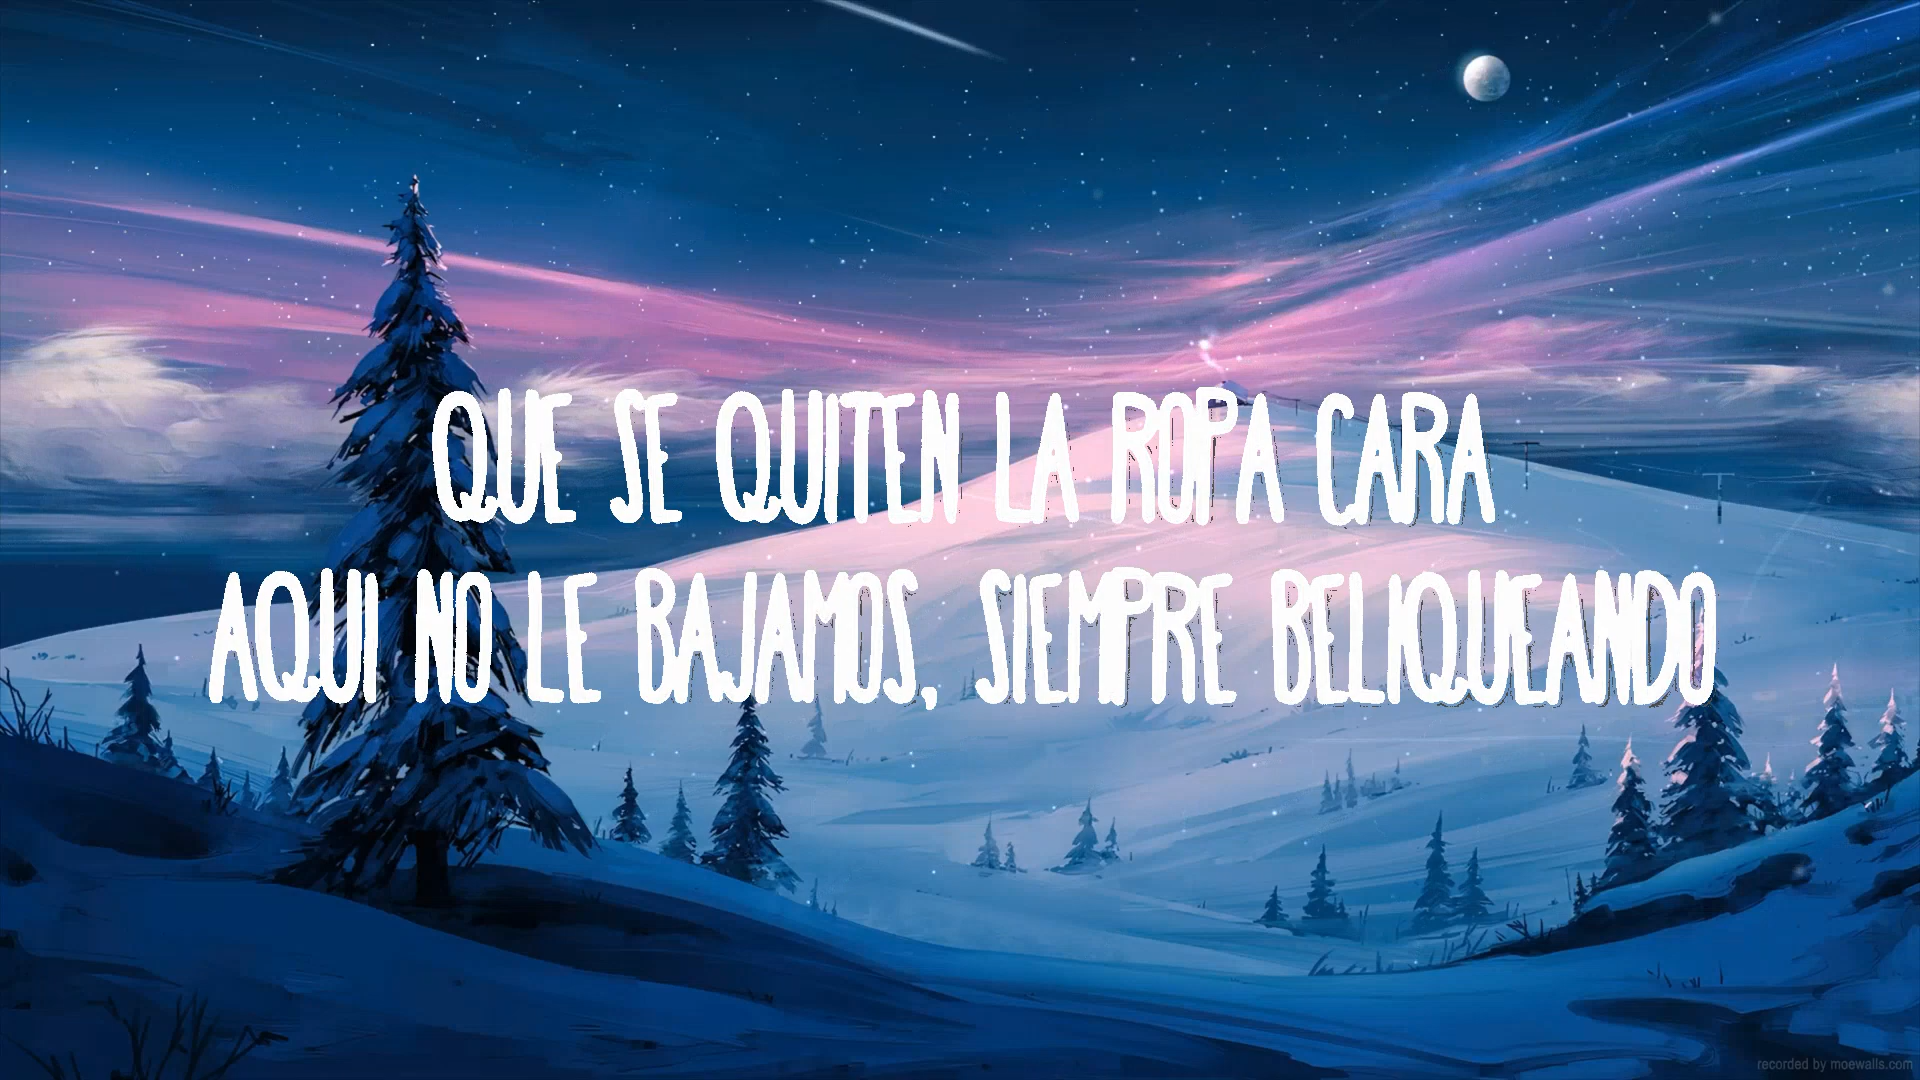 QUE SE QUITEN LA ROPA CARA
AQUI NO LE BAJAMOS, SIEMPRE BELIQUEANDO
recorded by moewalls.com